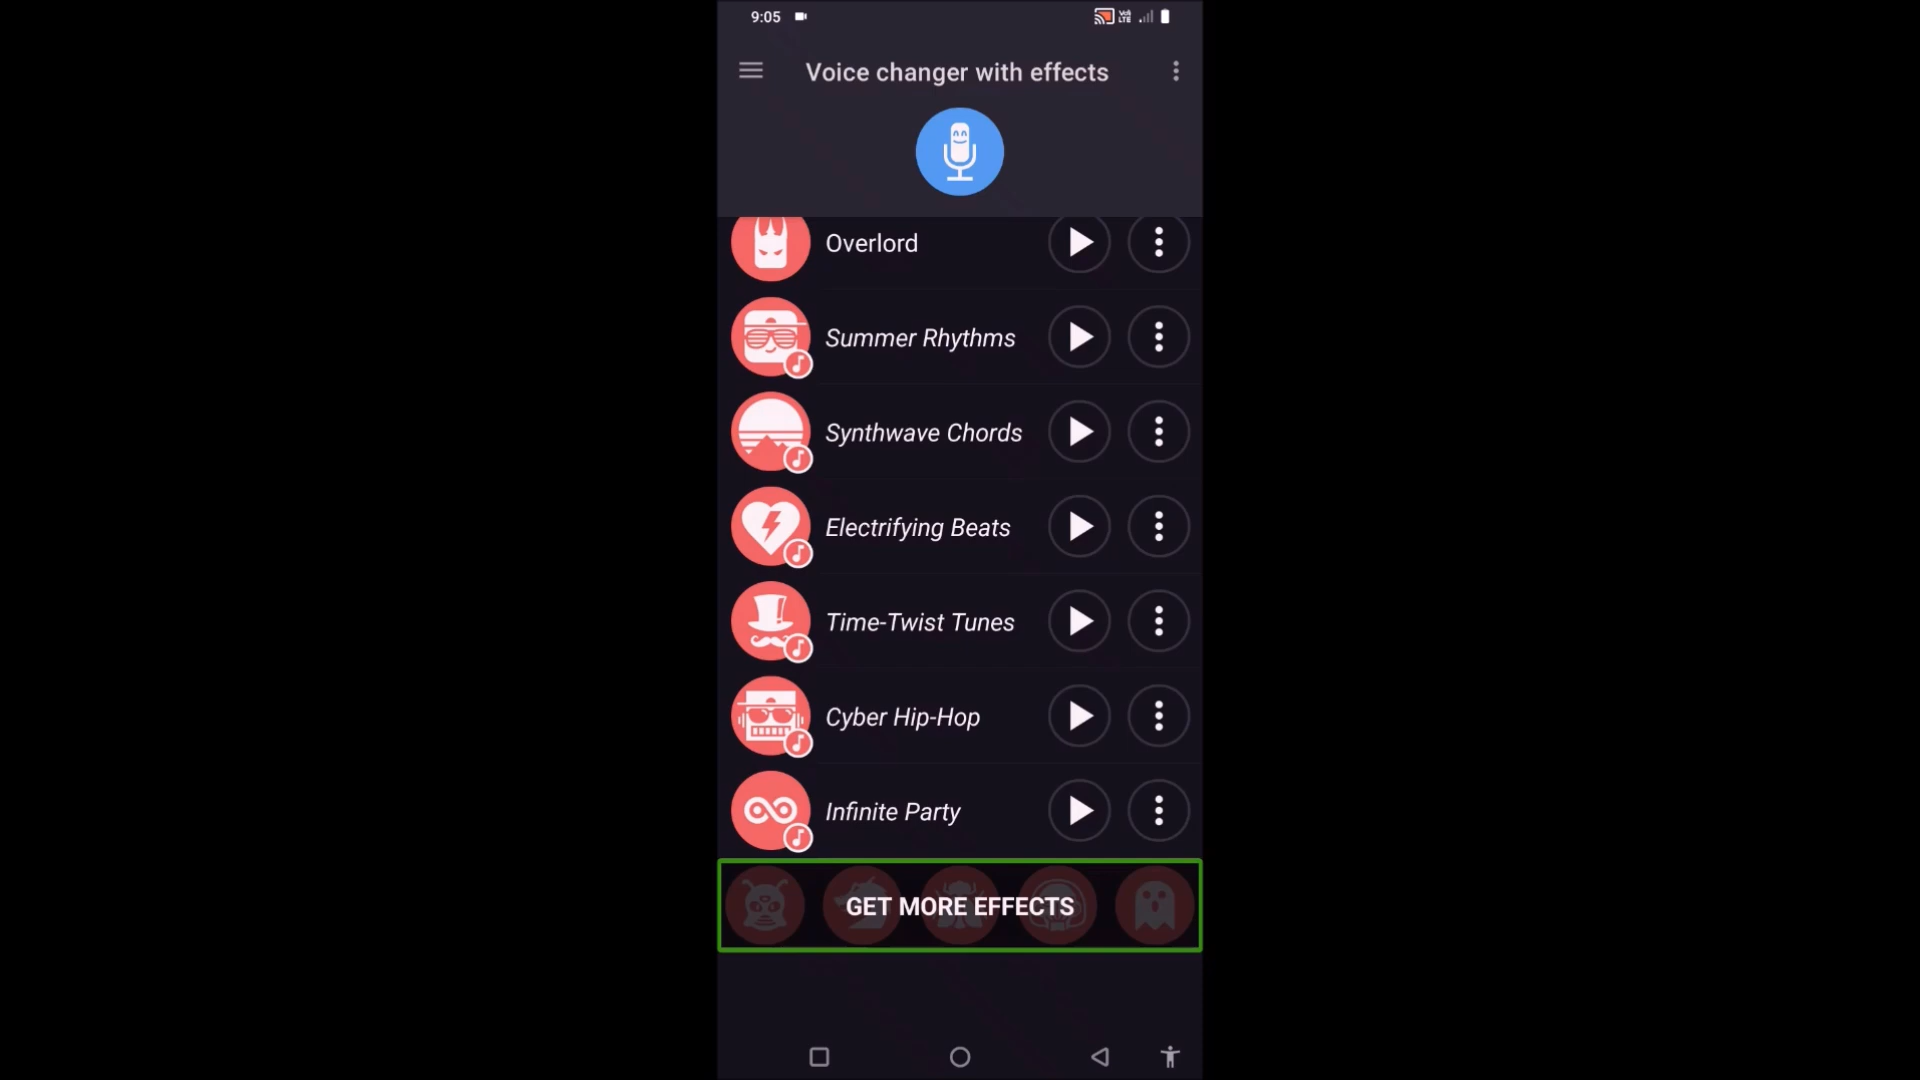 9:05
Voice changer with effects
Overlord
Summer Rhythms
Synthwave Chords
Electrifying Beats
Time-Twist Tunes
Cyber Hip-Hop
Infinite Party
GET MORE EFFECTS